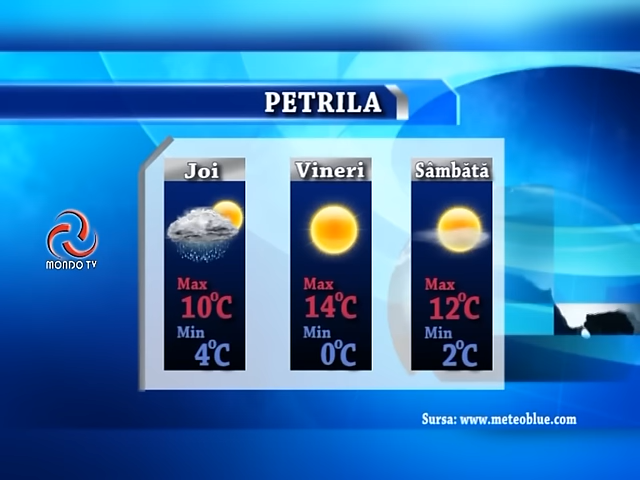 PETRILA
Joi
Vineri
Sâmbătă
Max
10°C
Min
4°C
Max
14°C
Min
0°C
Max
12°C
Min
2°C
MONDO TV
Sursa: www.meteoblue.com